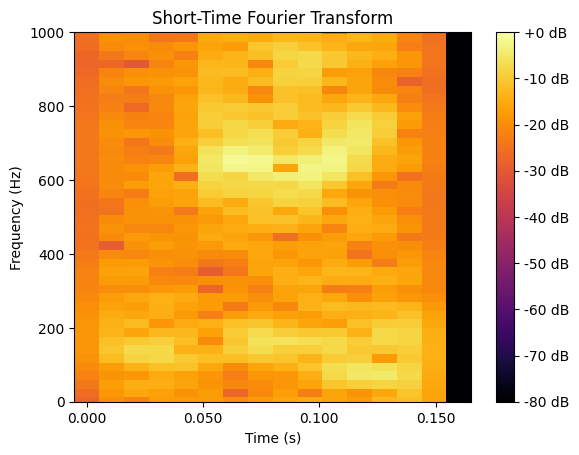 Short-Time Fourier Transform
1000
800
600
400
200
0
Frequency (Hz)
0.000
0.050
0.100
0.150
Time (s)
+0 dB
-10 dB
-20 dB
-30 dB
-40 dB
-50 dB
-60 dB
-70 dB
-80 dB